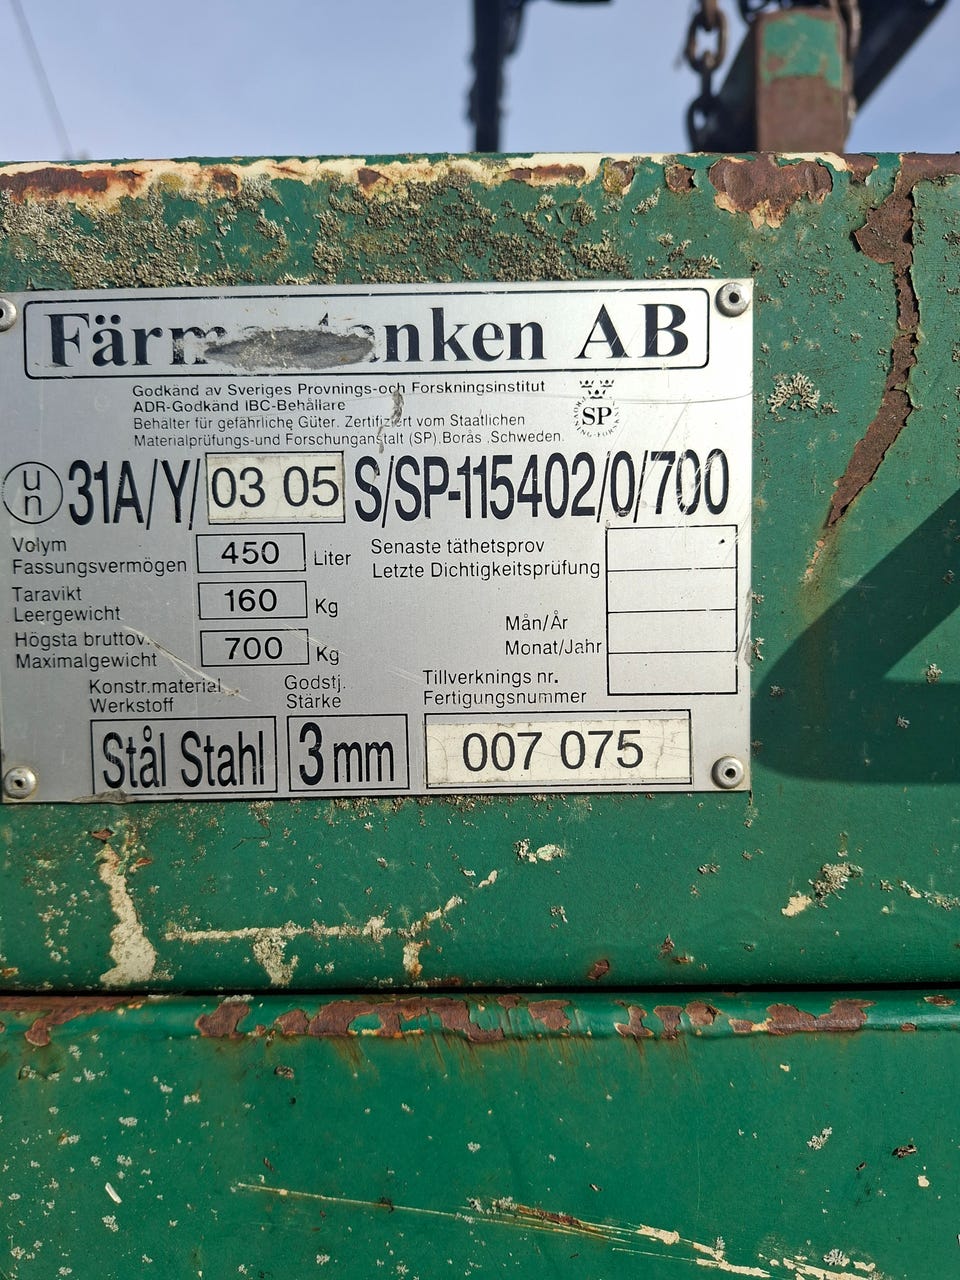 AB
Godkänd av Sveriges Provnings-och Forskningsinstitut
ADR-Godkänd IBC-Behållare
Behälter für gefährliche Güter. Zertifiziert vom Staatlichen
Materialprüfungs-und Forschunganstalt (SP), Borås ,Schweden.
SP
un 31A/Y/ 03 05 S/SP-115402/0/700
Volym
Fassungsvermögen 450 Liter
Taravikt
Leergewicht 160 Kg
Högsta bruttov.
Maximalgewicht 700 Kg
Senaste täthetsprov
Letzte Dichtigkeitsprüfung
Mån/År
Monat/Jahr
Konstr.material
Werkstoff
Stål Stahl
Godstj.
Stärke
3 mm
Tillverknings nr.
Fertigungsnummer
007 075